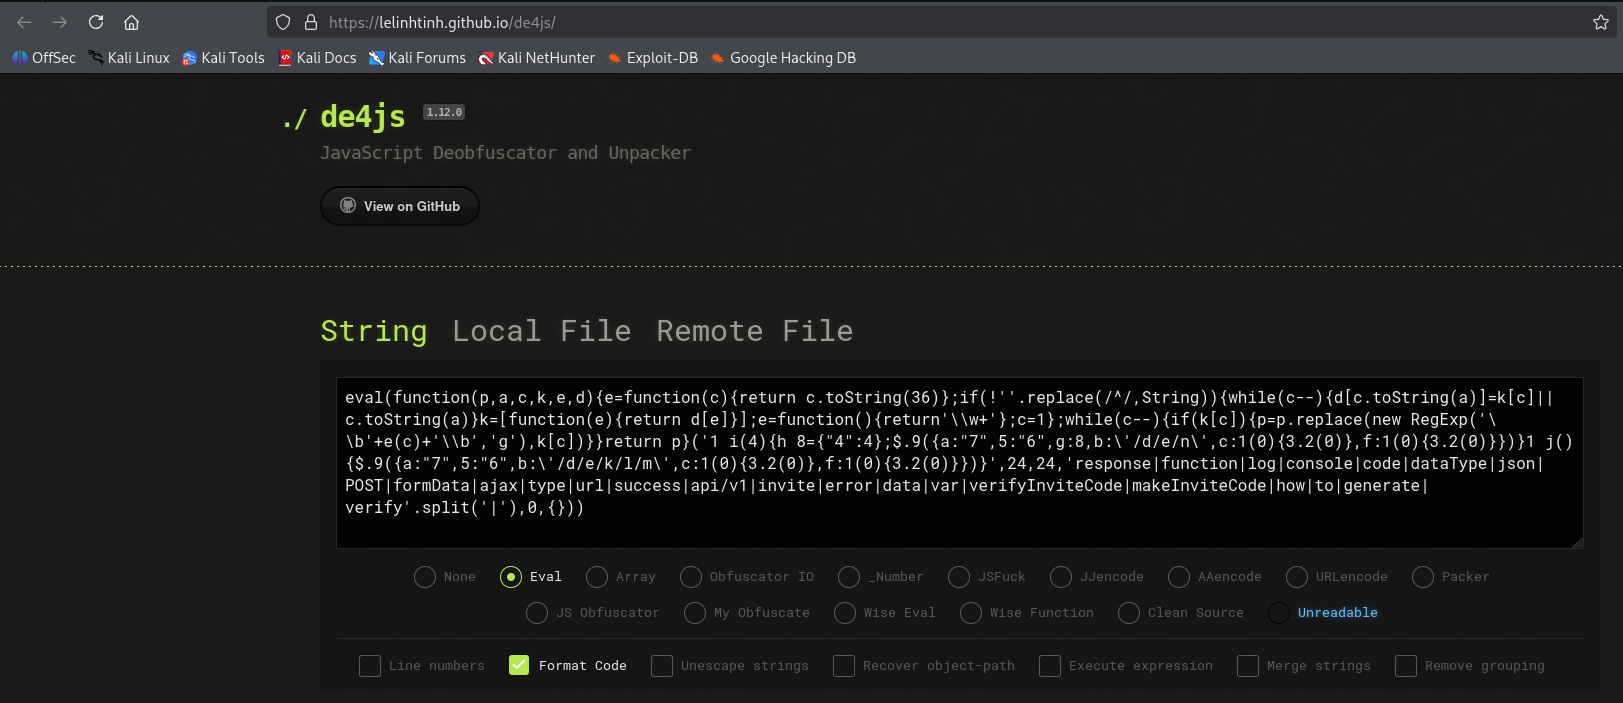 https://lelinhtinh.github.io/de4js/
OffSec Kali Linux Kali Tools Kali Docs Kali Forums Kali NetHunter Exploit-DB Google Hacking DB
./ de4js 1.12.0
JavaScript Deobfuscator and Unpacker
View on GitHub
String Local File Remote File
eval(function(p,a,c,k,e,d){e=function(c){return c.toString(36)};if(!''.replace(/^/,String)){while(c--){d[c.toString(a)]=k[c]||
c.toString(a)}k=[function(e){return d[e]}];e=function(){return'\\w+'};c=1};while(c--){if(k[c]){p=p.replace(new RegExp('\
\b'+e(c)+'\\b','g'),k[c])}}return p}('1 i(4){h 8={"4":4};$.9({a:"7",5:"6",g:8,b:\'/d/e/n\',c:1(0){3.2(0)},f:1(0){3.2(0)}})}1 j()
{$.9({a:"7",5:"6",b:\'/d/e/k/l/m\',c:1(0){3.2(0)},f:1(0){3.2(0)}})}',24,24,'response|function|log|console|code|dataType|json|
POST|formData|ajax|type|url|success|api/v1|invite|error|data|var|verifyInviteCode|makeInviteCode|how|to|generate|
verify'.split('|'),0,{}))
None Eval Array Obfuscator IO _Number JSFuck JJencode AAencode URLencode Packer
JS Obfuscator My Obfuscate Wise Eval Wise Function Clean Source Unreadable
Line numbers Format Code Unescape strings Recover object-path Execute expression Merge strings Remove grouping